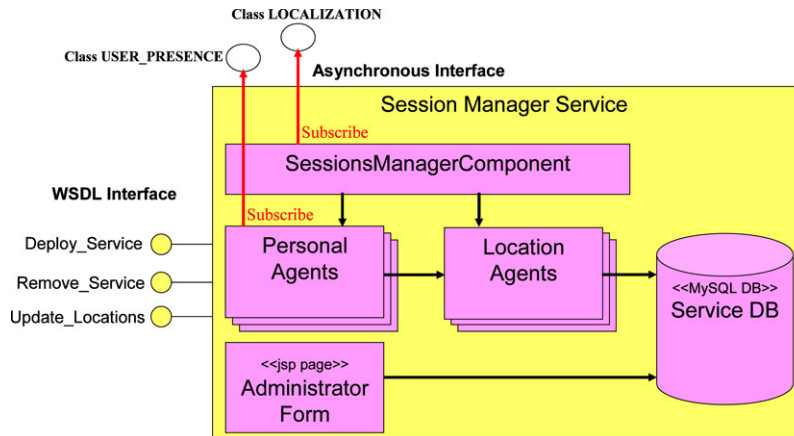 Class LOCALIZATION
Class USER_PRESENCE
Asynchronous Interface
Session Manager Service
Subscribe
SessionsManagerComponent
WSDL Interface
Subscribe
Deploy_Service
Remove_Service
Update_Locations
Personal
Agents
Location
Agents
<<MySQL DB>>
Service DB
<<jsp page>>
Administrator
Form